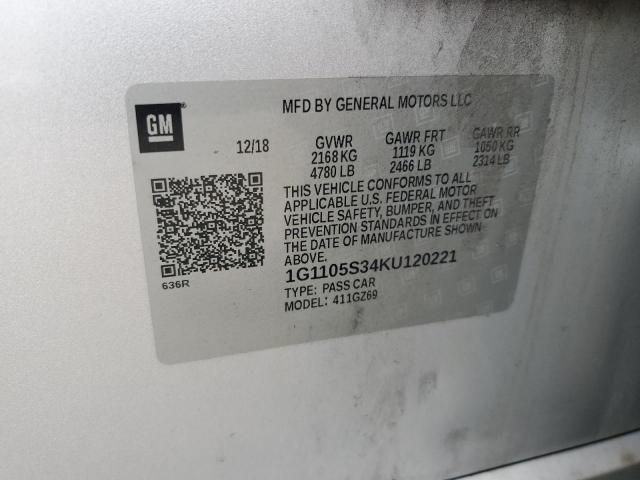 MFD BY GENERAL MOTORS LLC
GM
12/18 GVWR GAWR FRT GAWR RR
2168 KG 1119 KG 1050 KG
4780 LB 2466 LB 2314 LB
THIS VEHICLE CONFORMS TO ALL
APPLICABLE U.S. FEDERAL MOTOR
VEHICLE SAFETY, BUMPER, AND THEFT
PREVENTION STANDARDS IN EFFECT ON
THE DATE OF MANUFACTURE SHOWN
ABOVE.
1G1105S34KU120221
636R
TYPE: PASS CAR
MODEL: 411GZ69